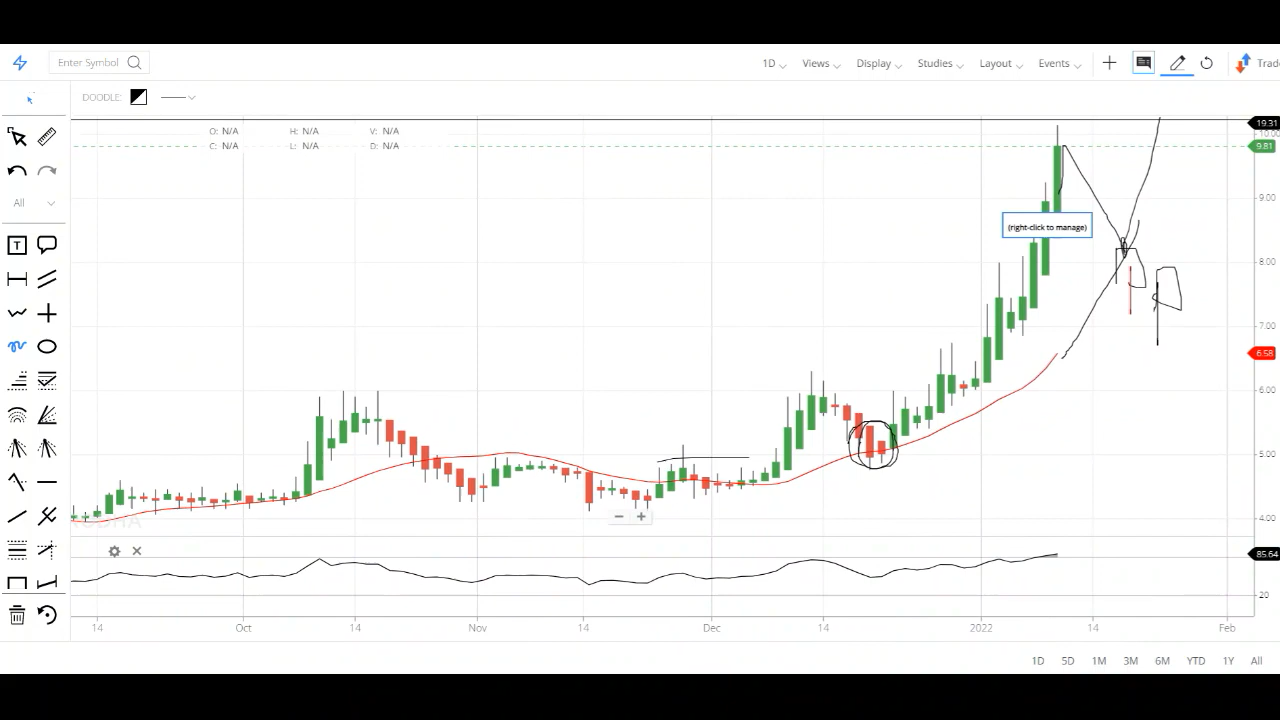 Enter Symbol 1D Views Display Studies Layout Events Trade
DOODLE:
O: N/A H: N/A V: N/A
C: N/A L: N/A D: N/A
19.31
10.00
9.81
All
9.00
(right-click to manage)
8.00
7.00
6.58
6.00
5.00
4.00
85.64
20
14 Oct 14 Nov 14 Dec 14 2022 14 Feb
1D 5D 1M 3M 6M YTD 1Y All